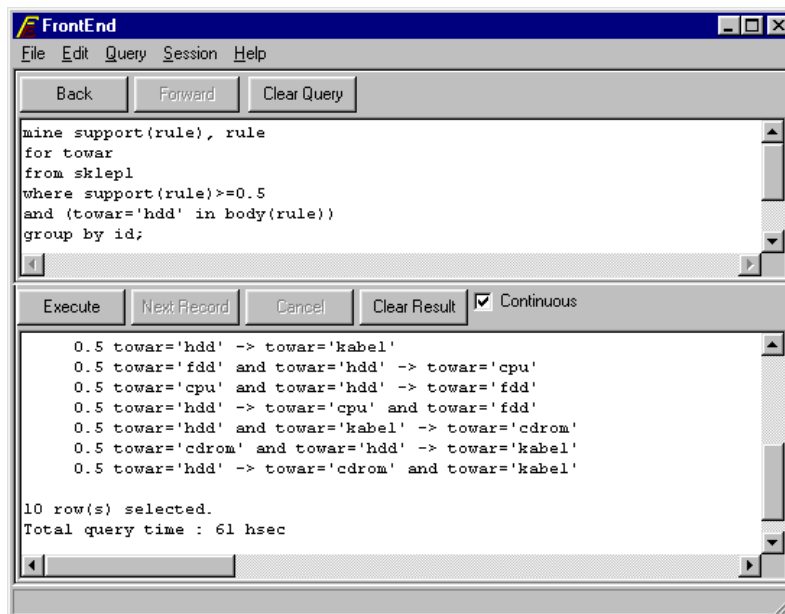 FrontEnd
File Edit Query Session Help
Back Forward Clear Query
mine support(rule), rule
for towar
from sklep1
where support(rule)>=0.5
and (towar='hdd' in body(rule))
group by id;
Execute Next Record Cancel Clear Result Continuous
0.5 towar='hdd' -> towar='kabel'
0.5 towar='fdd' and towar='hdd' -> towar='cpu'
0.5 towar='cpu' and towar='hdd' -> towar='fdd'
0.5 towar='hdd' -> towar='cpu' and towar='fdd'
0.5 towar='hdd' and towar='kabel' -> towar='cdrom'
0.5 towar='cdrom' and towar='hdd' -> towar='kabel'
0.5 towar='hdd' -> towar='cdrom' and towar='kabel'
10 row(s) selected.
Total query time : 61 hsec